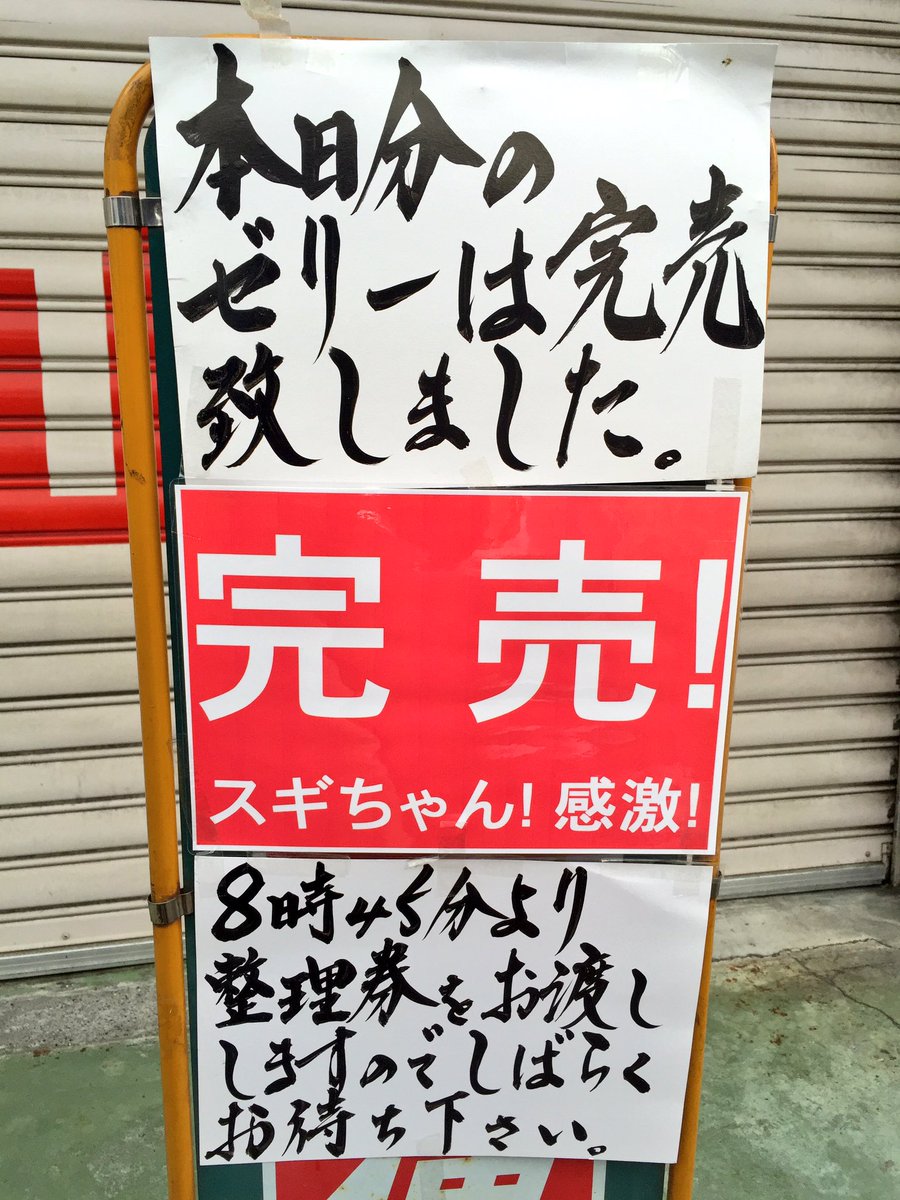 本日分の
ゼリーは完売
致しました。
完売!
スギちゃん!感激!
8時45分より
整理券をお渡し
しますのでしばらく
お待ち下さい。